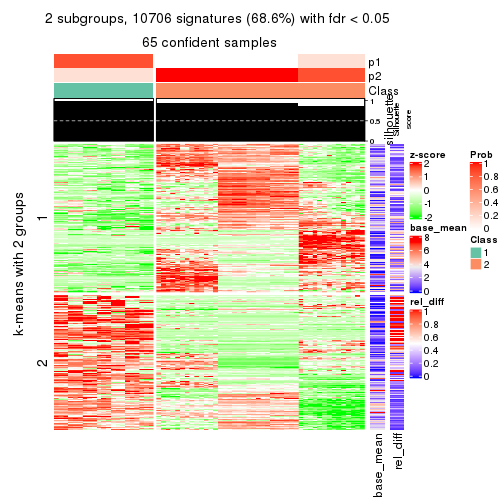 2 subgroups, 10706 signatures (68.6%) with fdr < 0.05
65 confident samples
p1
p2
Class
silhouette
Silhouette
score
1
0.5
0
k-means with 2 groups
1
2
base_mean
rel_diff
z-score
2
1
0
-1
-2
base_mean
8
6
4
2
0
rel_diff
1
0.8
0.6
0.4
0.2
0
Prob
1
0.8
0.6
0.4
0.2
0
Class
1
2